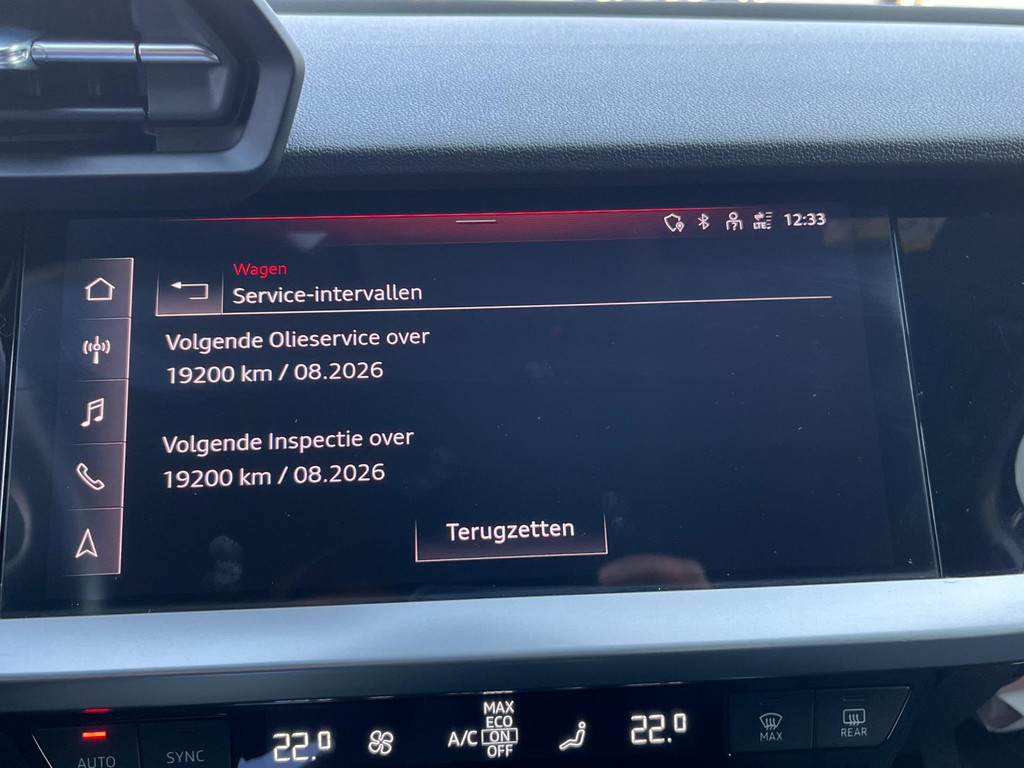 12:33
Wagen
Service-intervallen
Volgende Olieservice over
19200 km / 08.2026
Volgende Inspectie over
19200 km / 08.2026
Terugzetten
AUTO
SYNC
22.0
A/C
MAX
ECO
ON
OFF
22.0
MAX
REAR